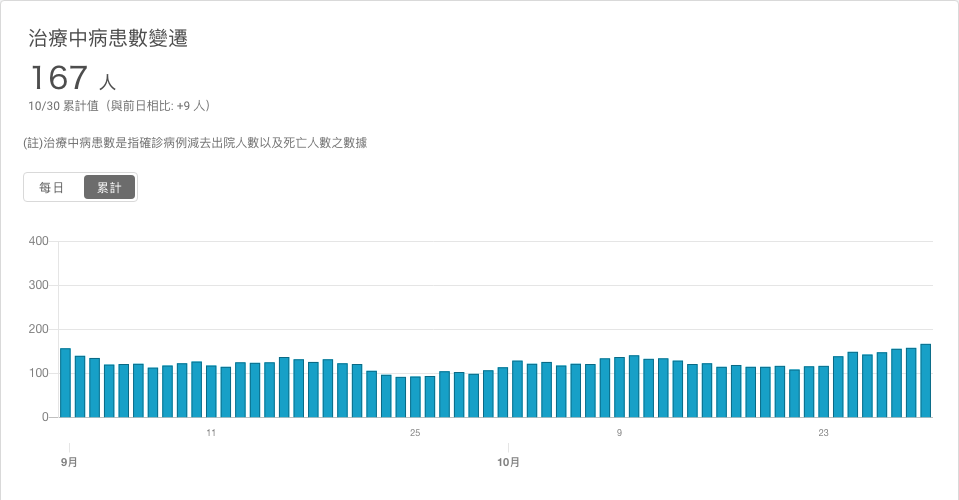 治療中病患數變遷
167 人
10/30 累計值（與前日相比: +9 人）
(註)治療中病患數是指確診病例減去出院人數以及死亡人數之數據
每日 累計
400
300
200
100
0
11 25 9 23
9月 10月